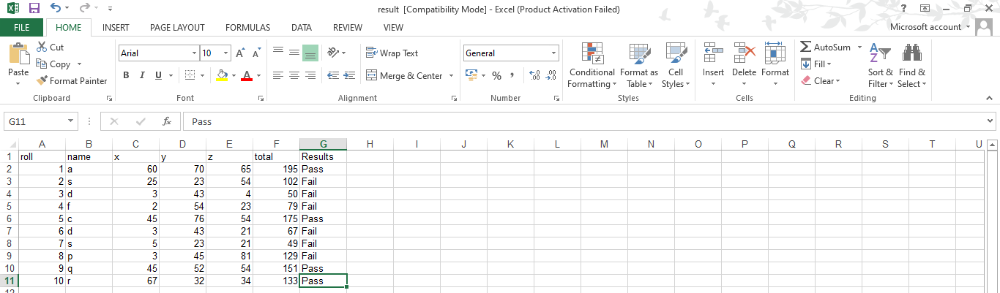 result [Compatibility Mode] - Excel (Product Activation Failed)
?
FILE HOME INSERT PAGE LAYOUT FORMULAS DATA REVIEW VIEW Microsoft account
Paste Cut Copy Format Painter
Clipboard
Arial 10 A A
B I U A
Font
Wrap Text
Merge & Center
Alignment
General
% , .00 .00
Number
Conditional Formatting Format as Table Cell Styles
Styles
Insert Delete Format
Cells
AutoSum Fill Clear Sort & Filter Find & Select
Editing
G11 fx Pass
A B C D E F G H I J K L M N O P Q R S T U
1 roll name x y z total Results
2 1 a 60 70 65 195 Pass
3 2 s 25 23 54 102 Fail
4 3 d 3 43 4 50 Fail
5 4 f 2 54 23 79 Fail
6 5 c 45 76 54 175 Pass
7 6 d 3 43 21 67 Fail
8 7 s 5 23 21 49 Fail
9 8 p 3 45 81 129 Fail
10 9 q 45 52 54 151 Pass
11 10 r 67 32 34 133 Pass
12